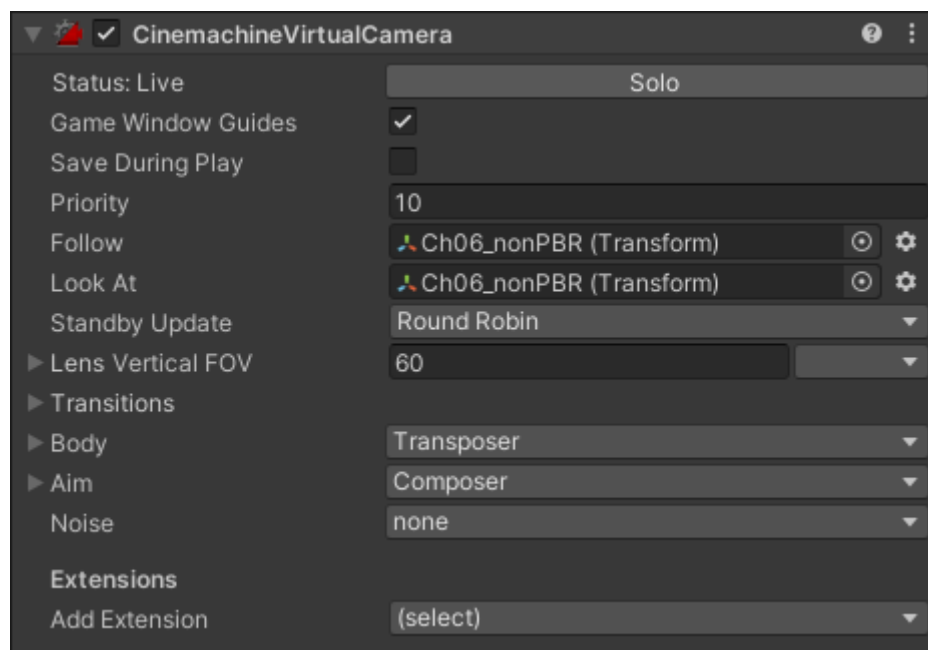 CinemachineVirtualCamera
Status: Live Solo
Game Window Guides
Save During Play
Priority 10
Follow Ch06_nonPBR (Transform)
Look At Ch06_nonPBR (Transform)
Standby Update Round Robin
Lens Vertical FOV 60
Transitions
Body Transposer
Aim Composer
Noise none
Extensions
Add Extension (select)